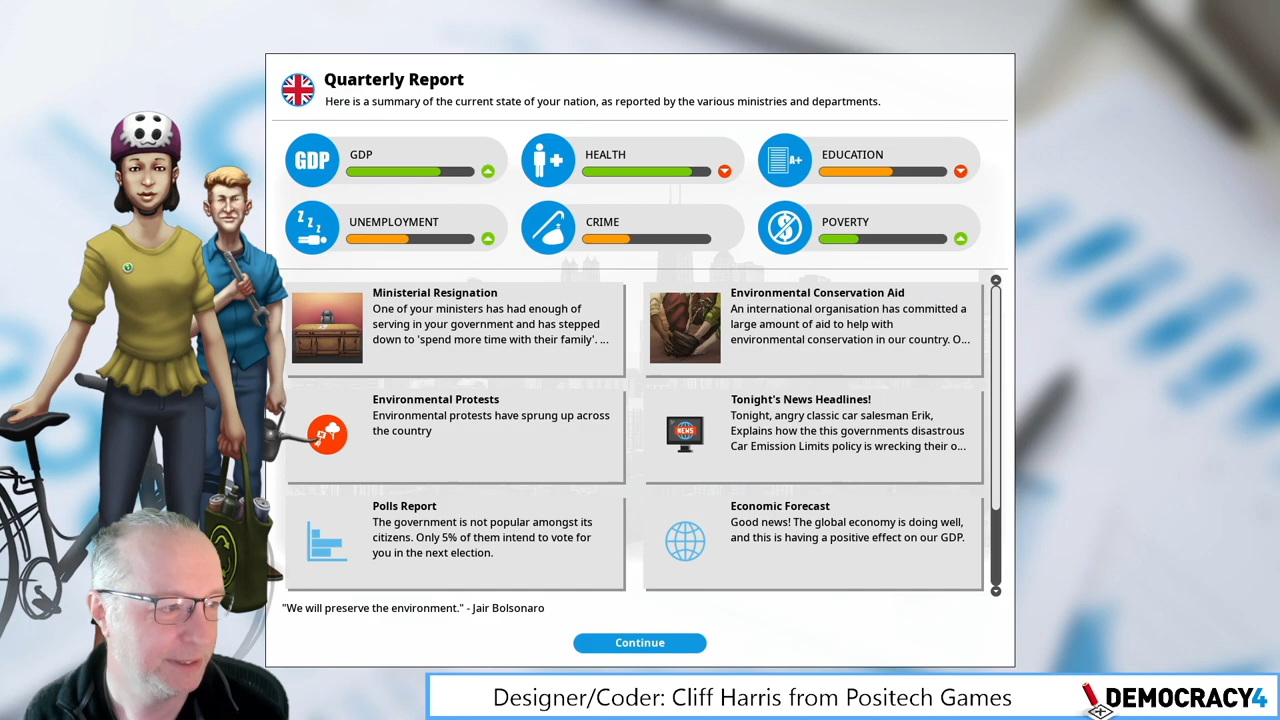 Quarterly Report
Here is a summary of the current state of your nation, as reported by the various ministries and departments.
GDP
GDP
HEALTH
A+
EDUCATION
Z Z Z
UNEMPLOYMENT
CRIME
$
POVERTY
Ministerial Resignation
One of your ministers has had enough of
serving in your government and has stepped
down to 'spend more time with their family'. ...
Environmental Conservation Aid
An international organisation has committed a
large amount of aid to help with
environmental conservation in our country. O...
Environmental Protests
Environmental protests have sprung up across
the country
NEWS
Tonight's News Headlines!
Tonight, angry classic car salesman Erik,
Explains how the this governments disastrous
Car Emission Limits policy is wrecking their o...
Polls Report
The government is not popular amongst its
citizens. Only 5% of them intend to vote for
you in the next election.
Economic Forecast
Good news! The global economy is doing well,
and this is having a positive effect on our GDP.
"We will preserve the environment." - Jair Bolsonaro
Continue
Designer/Coder: Cliff Harris from Positech Games
DEMOCRACY4